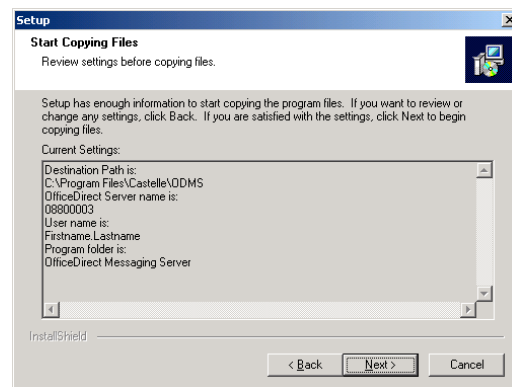 Setup
Start Copying Files
Review settings before copying files.
Setup has enough information to start copying the program files. If you want to review or
change any settings, click Back. If you are satisfied with the settings, click Next to begin
copying files.
Current Settings:
Destination Path is:
C:\Program Files\Castelle\ODMS
OfficeDirect Server name is:
08800003
User name is:
Firstname.Lastname
Program folder is:
OfficeDirect Messaging Server
InstallShield
< Back
Next >
Cancel